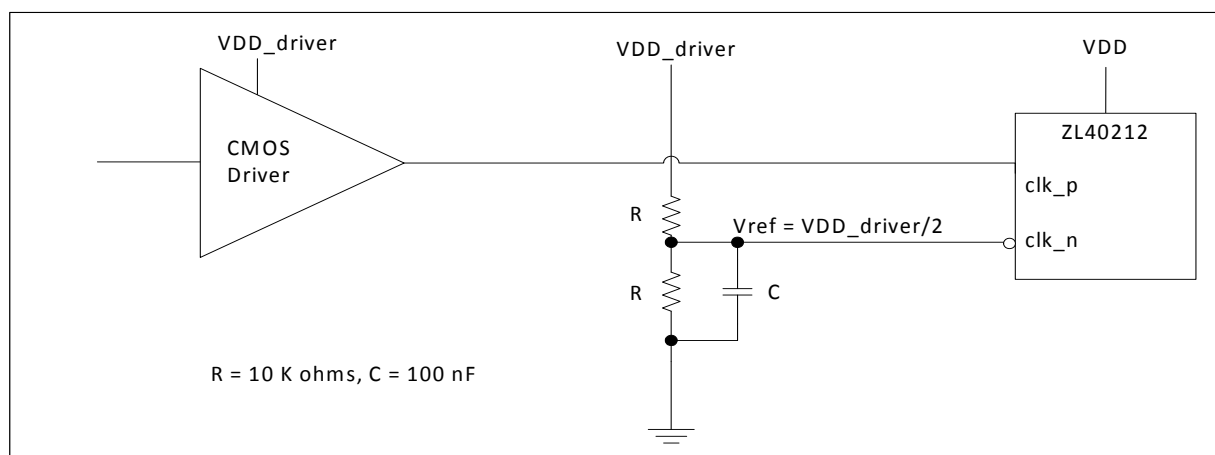 VDD_driver
VDD_driver
VDD
ZL40212
CMOS
Driver
clk_p
R
Vref = VDD_driver/2
clk_n
R
C
R = 10 K ohms, C = 100 nF